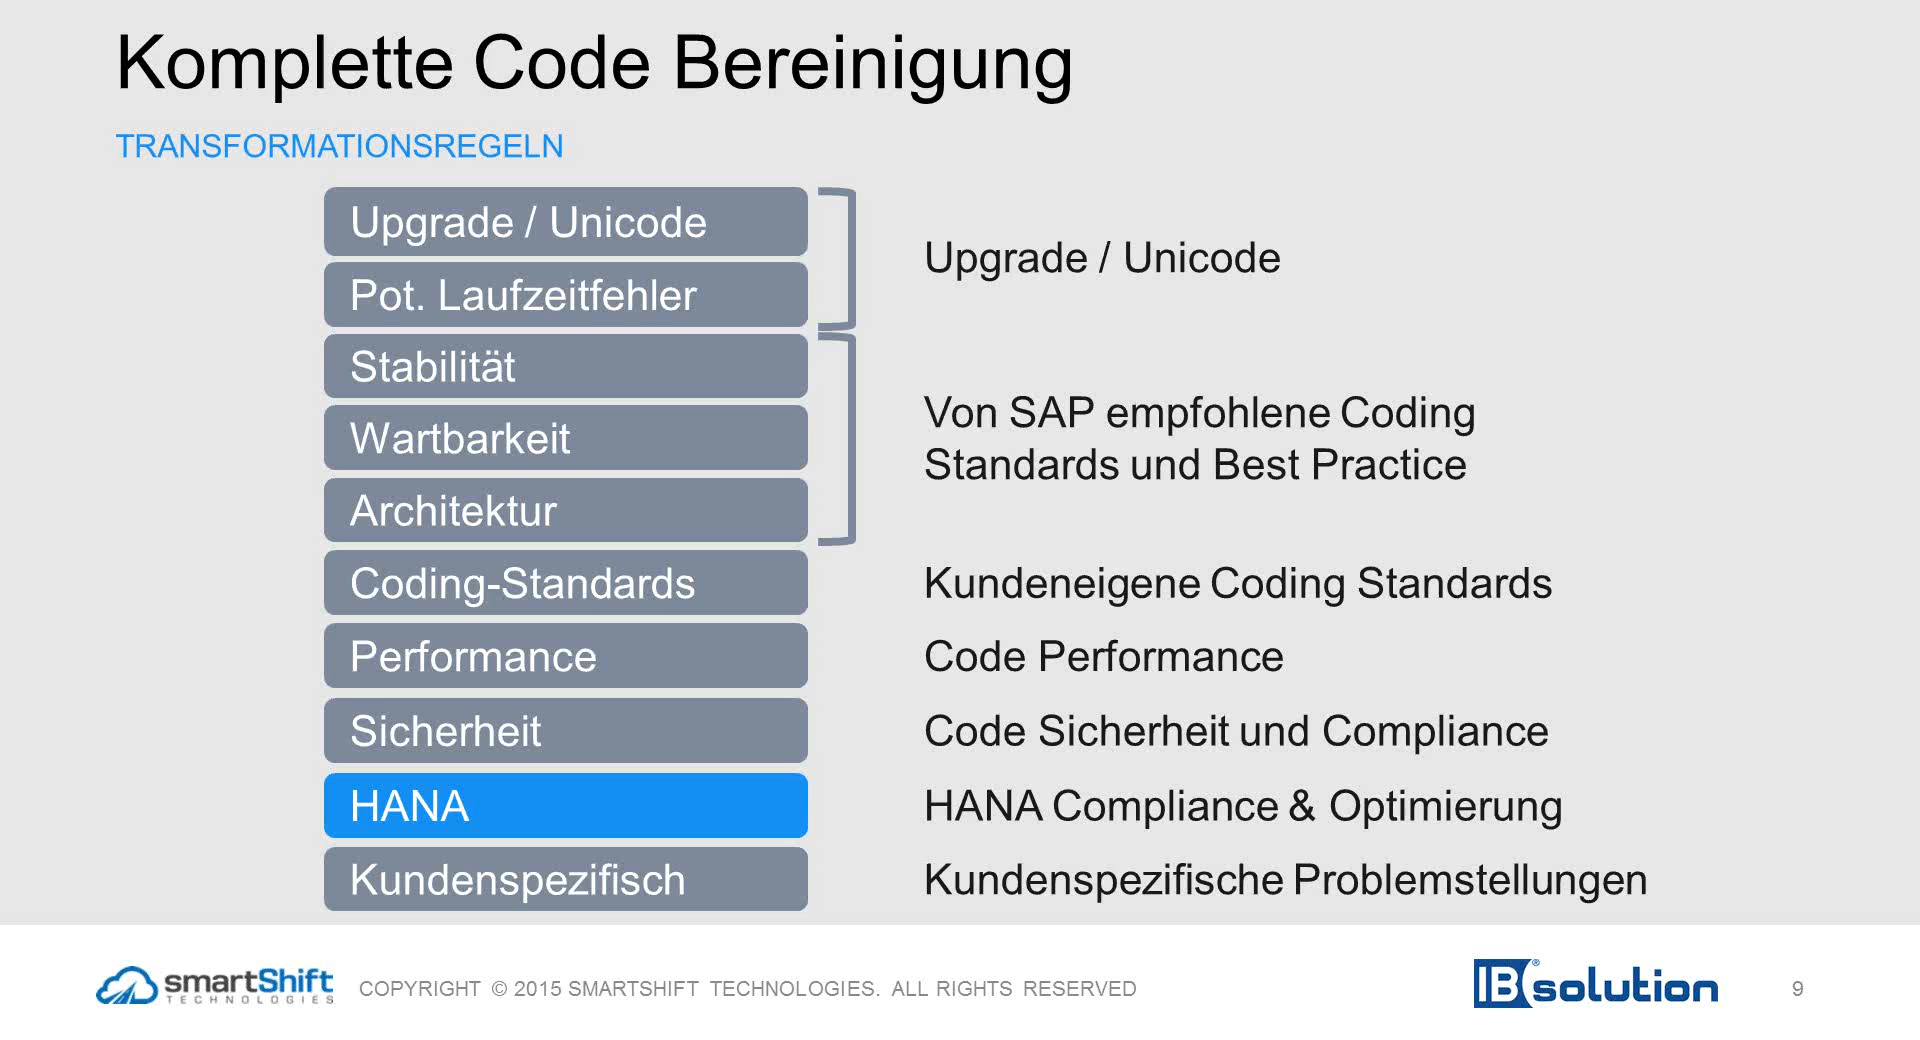 Komplette Code Bereinigung
TRANSFORMATIONSREGELN
Upgrade / Unicode
Pot. Laufzeitfehler
Upgrade / Unicode
Stabilität
Wartbarkeit
Architektur
Von SAP empfohlene Coding
Standards und Best Practice
Coding-Standards
Kundeneigene Coding Standards
Performance
Code Performance
Sicherheit
Code Sicherheit und Compliance
HANA
HANA Compliance & Optimierung
Kundenspezifisch
Kundenspezifische Problemstellungen
smartShift
TECHNOLOGIES
COPYRIGHT © 2015 SMARTSHIFT TECHNOLOGIES. ALL RIGHTS RESERVED
IBsolution®
9